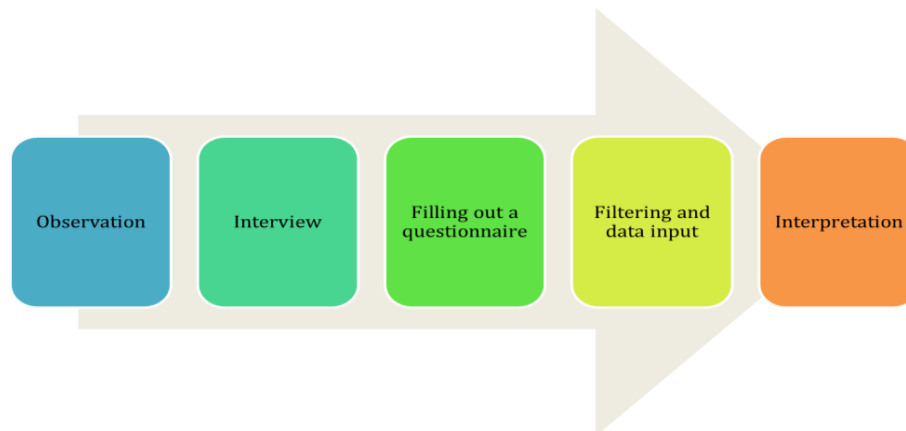 Observation
Interview
Filling out a
questionnaire
Filtering and
data input
Interpretation